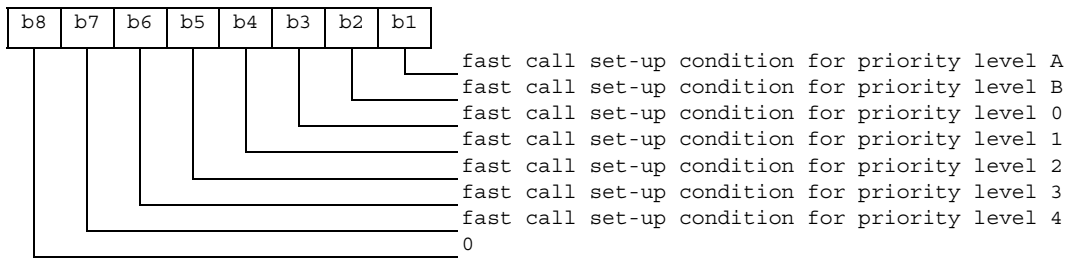 b8 b7 b6 b5 b4 b3 b2 b1
fast call set-up condition for priority level A
fast call set-up condition for priority level B
fast call set-up condition for priority level 0
fast call set-up condition for priority level 1
fast call set-up condition for priority level 2
fast call set-up condition for priority level 3
fast call set-up condition for priority level 4
0